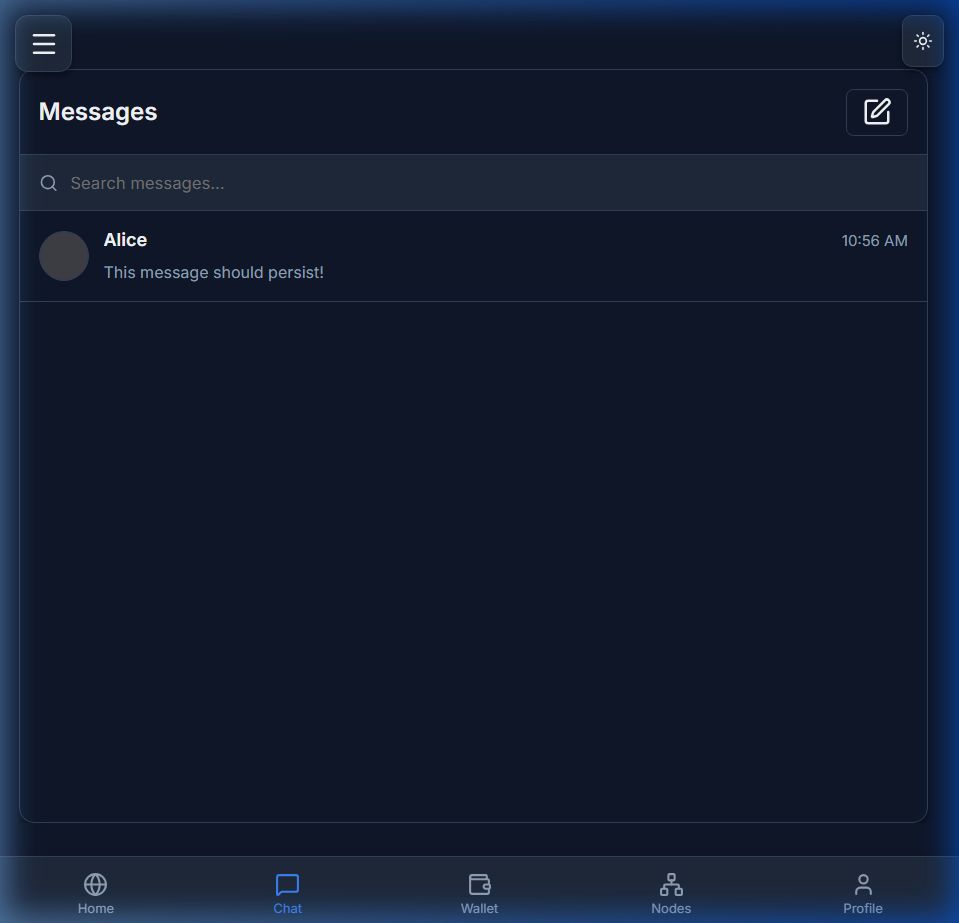 Messages
Search messages...
Alice
10:56 AM
This message should persist!
Home
Chat
Wallet
Nodes
Profile